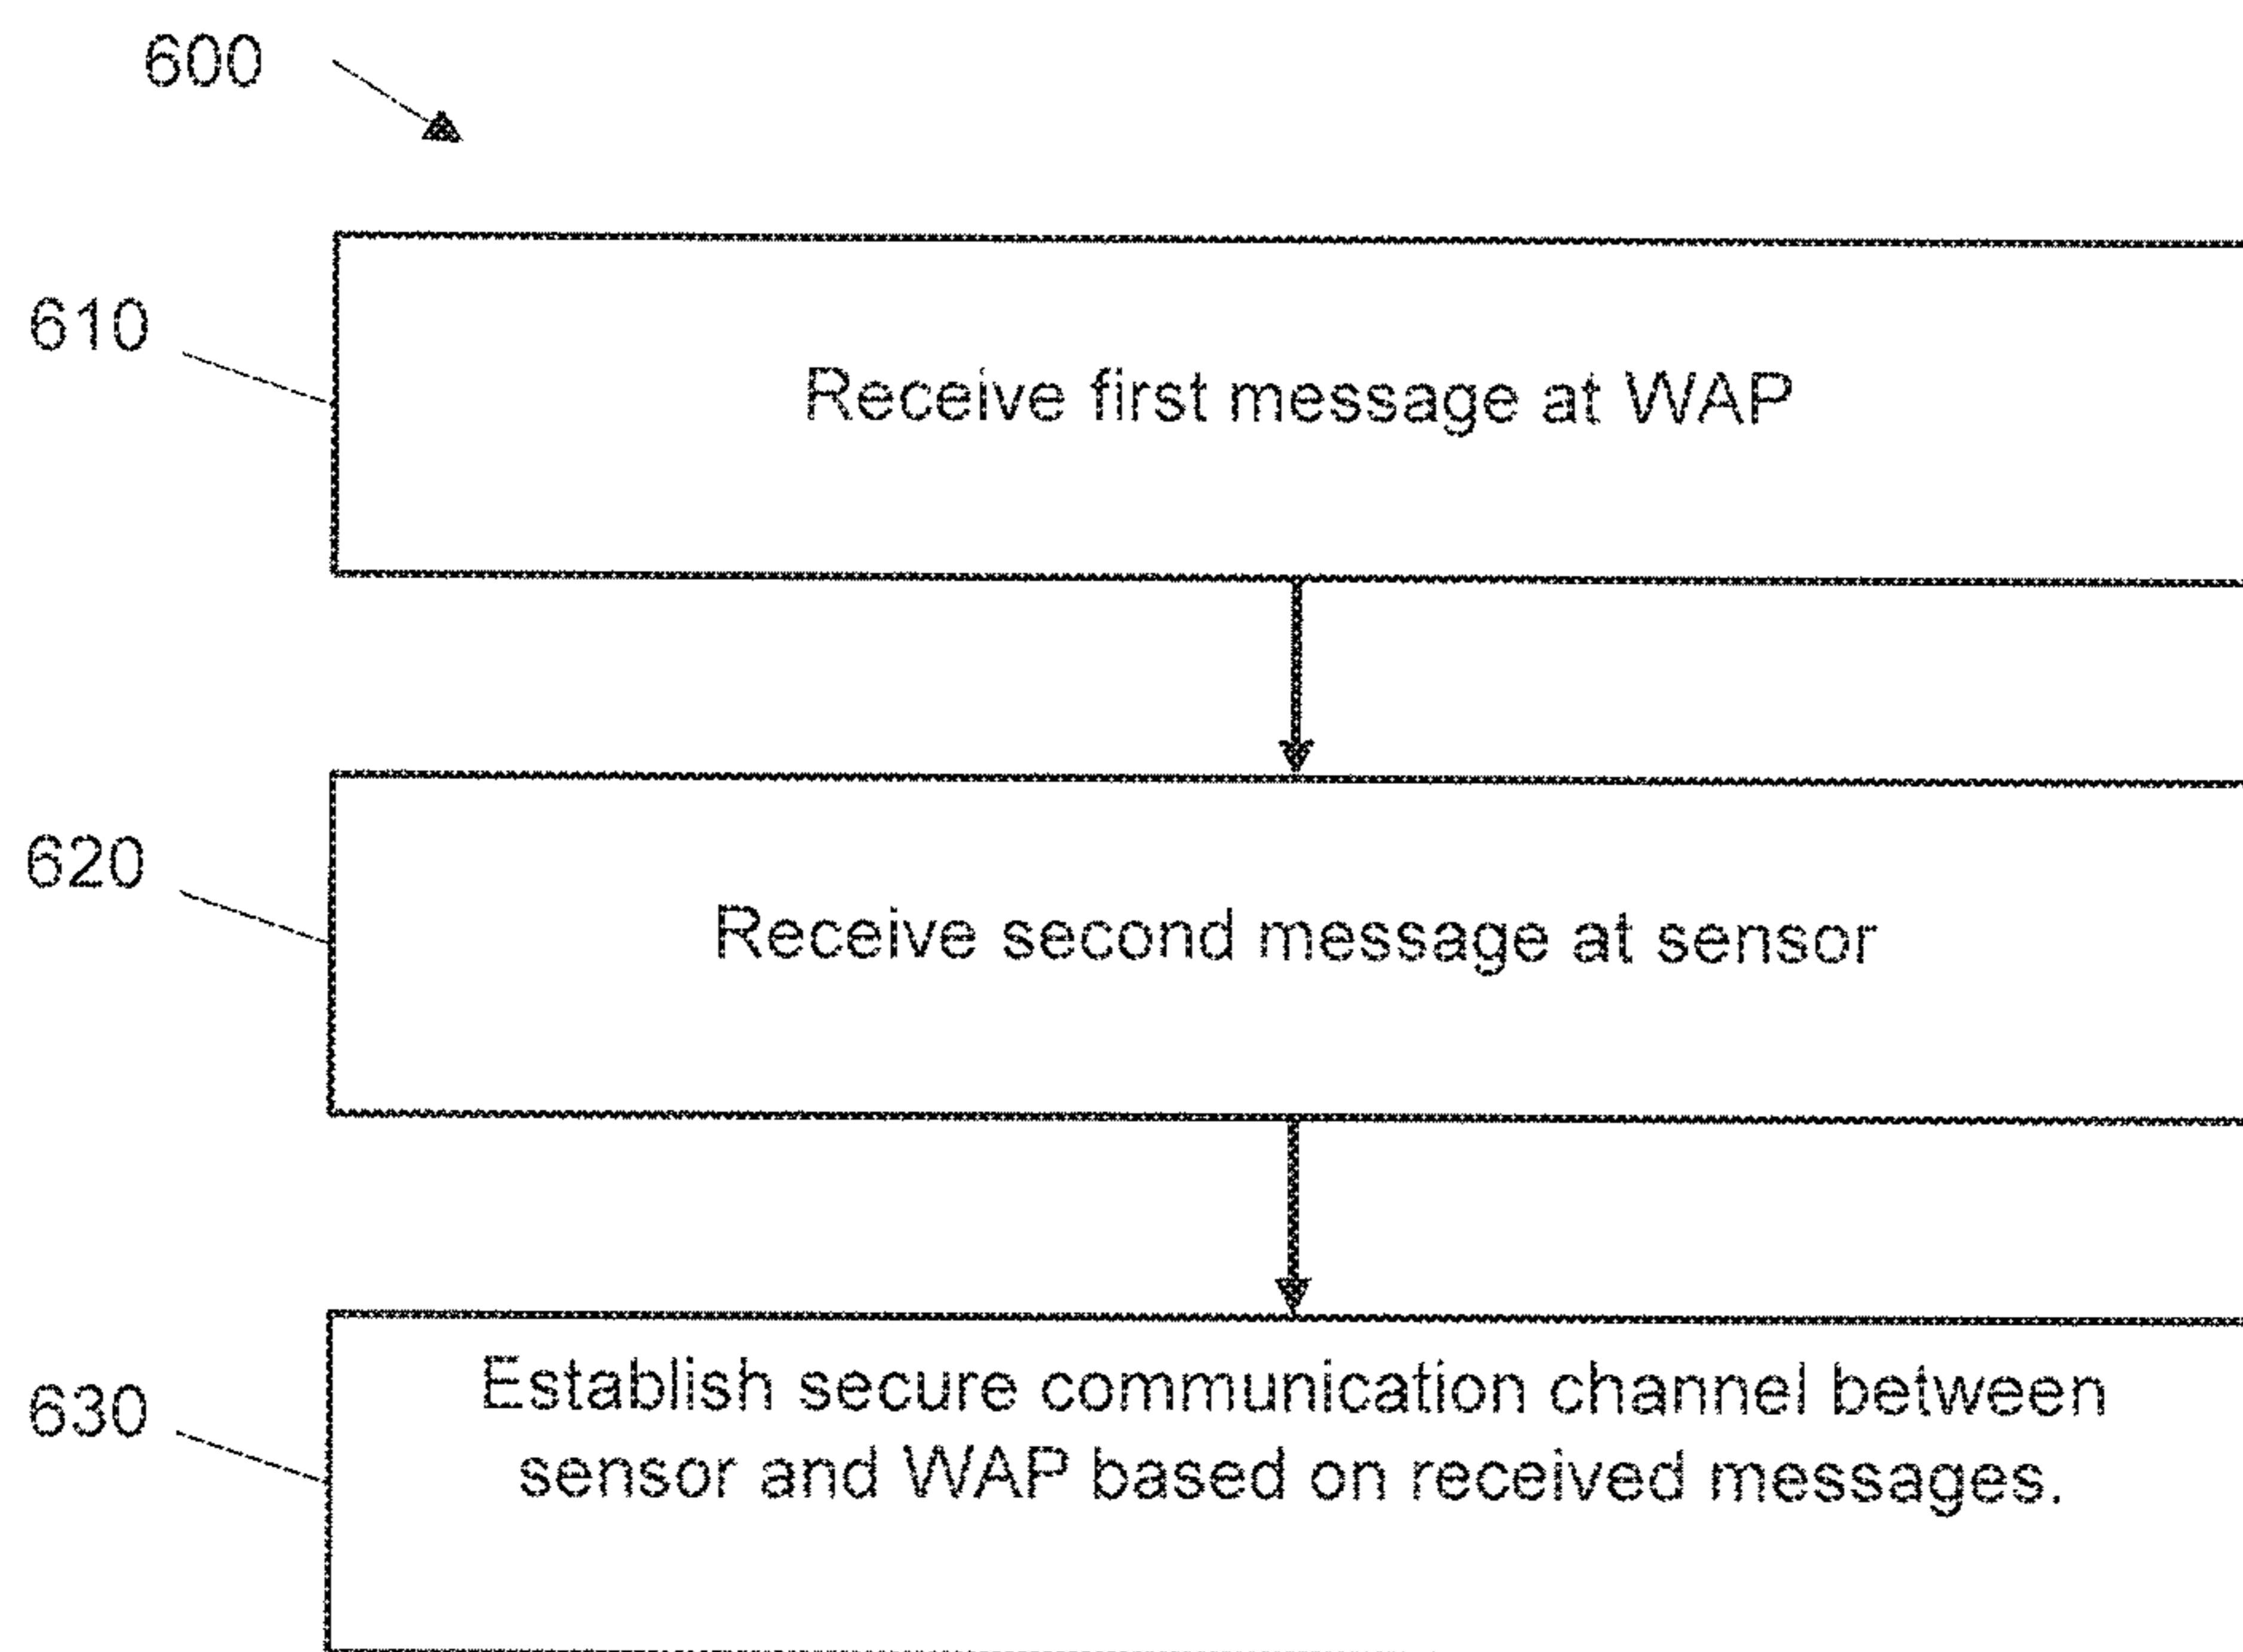 600
610
Receive first message at WAP
620
Receive second message at sensor
630
Establish secure communication channel between
sensor and WAP based on received messages.